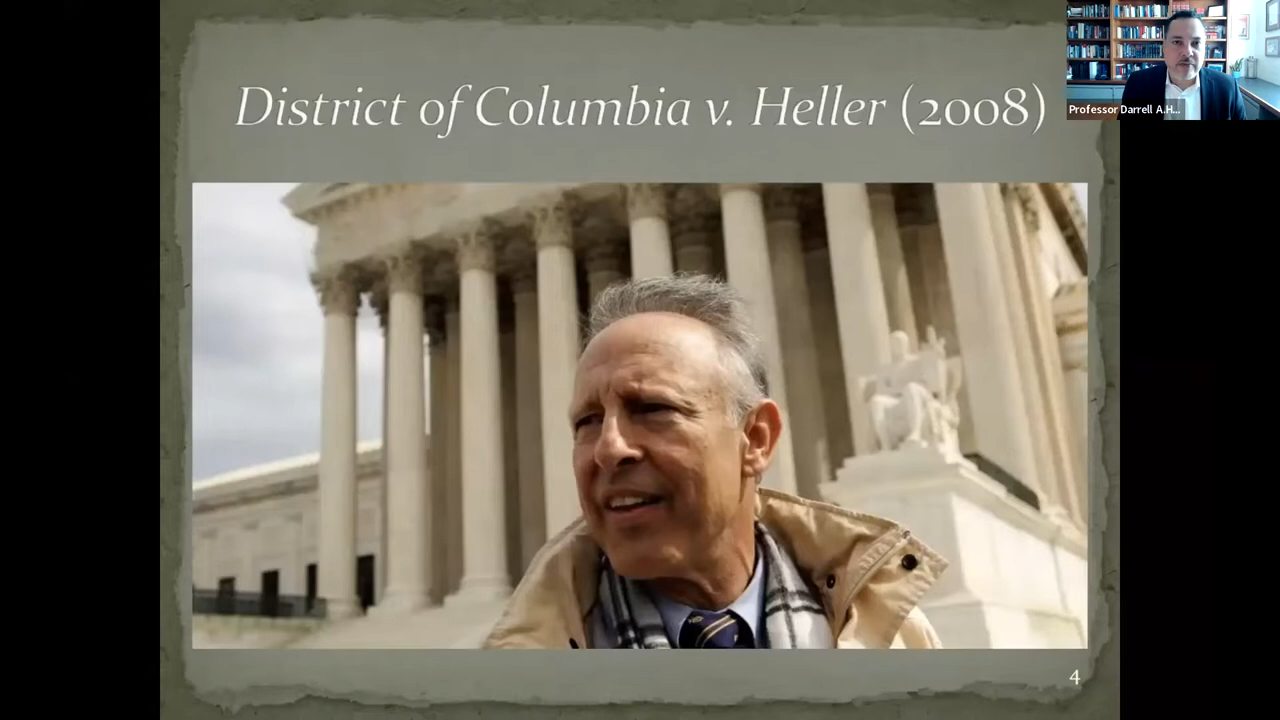 District of Columbia v. Heller (2008)
Professor Darrell A.H...
4